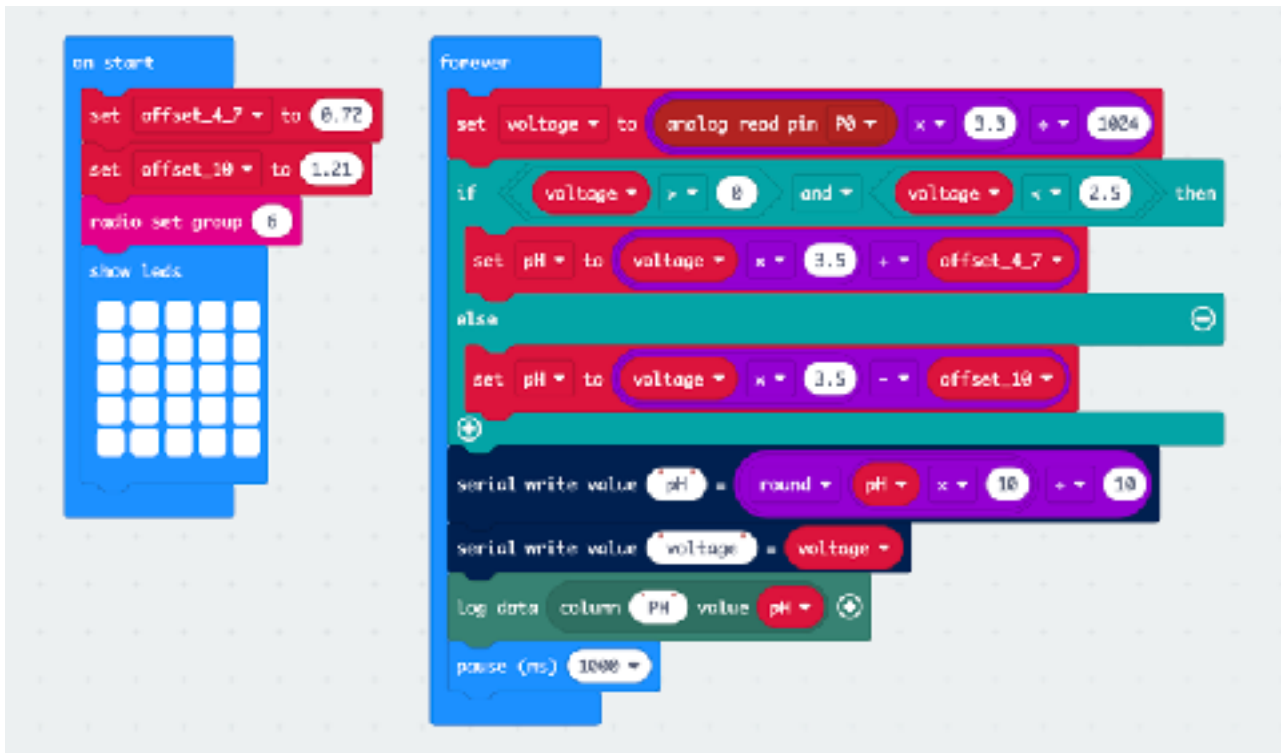 on start
set offset_4_7 to 0.72
set offset_10 to 1.21
radio set group 6
show leds
forever
set voltage to analog read pin P0 × 3.3 ÷ 1024
if voltage > 0 and voltage < 2.5 then
set pH to voltage × 3.5 + offset_4_7
else
set pH to voltage × 3.5 - offset_10
serial write value "pH" = round pH × 10 ÷ 10
serial write value "voltage" = voltage
log data column "PH" value pH
pause (ms) 1000